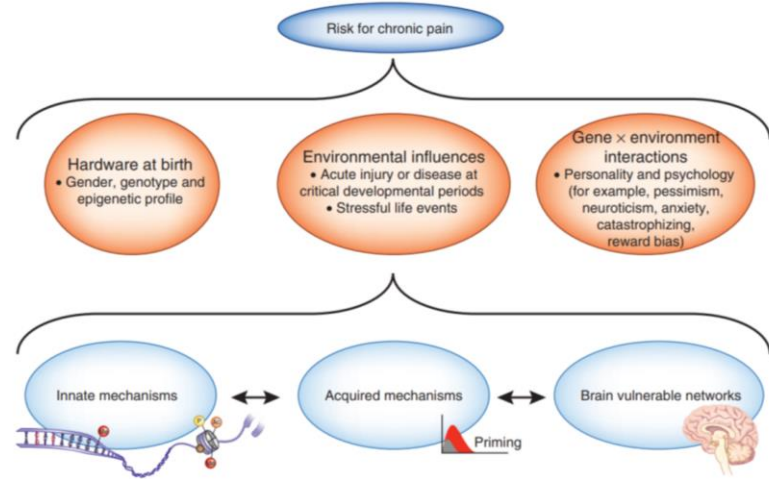 Risk for chronic pain
Hardware at birth
• Gender, genotype and
epigenetic profile
Environmental influences
• Acute injury or disease at
critical developmental periods
• Stressful life events
Gene × environment
interactions
• Personality and psychology
(for example, pessimism,
neuroticism, anxiety,
catastrophizing,
reward bias)
Innate mechanisms
Acquired mechanisms
Priming
Brain vulnerable networks